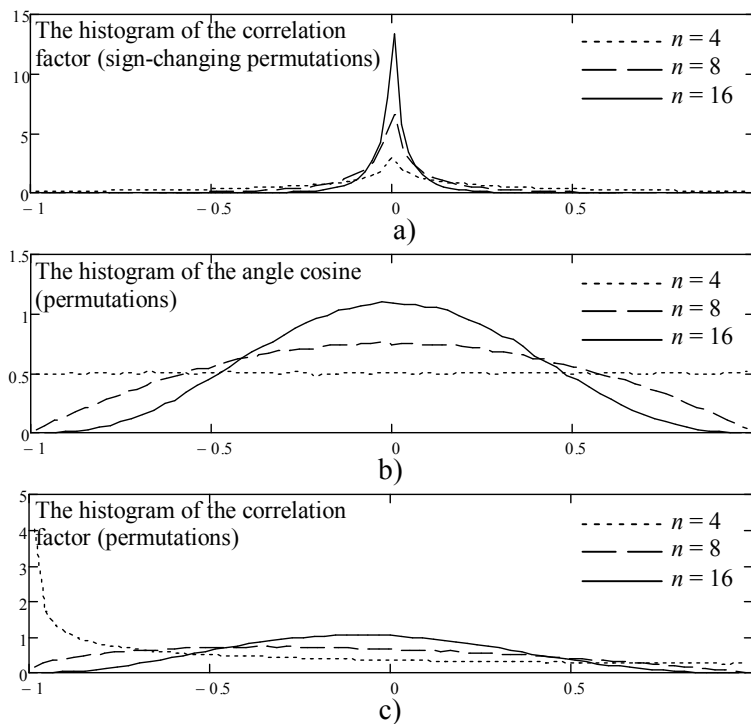 15
The histogram of the correlation
factor (sign-changing permutations)
n = 4
n = 8
n = 16
10
5
0
– 1
– 0.5
0
0.5
a)
1.5
The histogram of the angle cosine
(permutations)
n = 4
n = 8
n = 16
1
0.5
0
– 1
– 0.5
0
0.5
b)
5
The histogram of the correlation
factor (permutations)
n = 4
n = 8
n = 16
4
3
2
1
0
– 1
– 0.5
0
0.5
c)